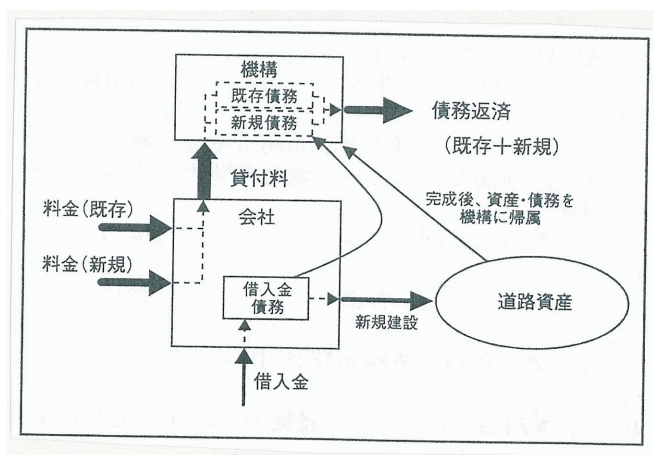 機構
既存債務
新規債務
債務返済
(既存＋新規)
貸付料
完成後、資産・債務を
機構に帰属
料金(既存)
会社
料金(新規)
借入金
債務
道路資産
新規建設
借入金